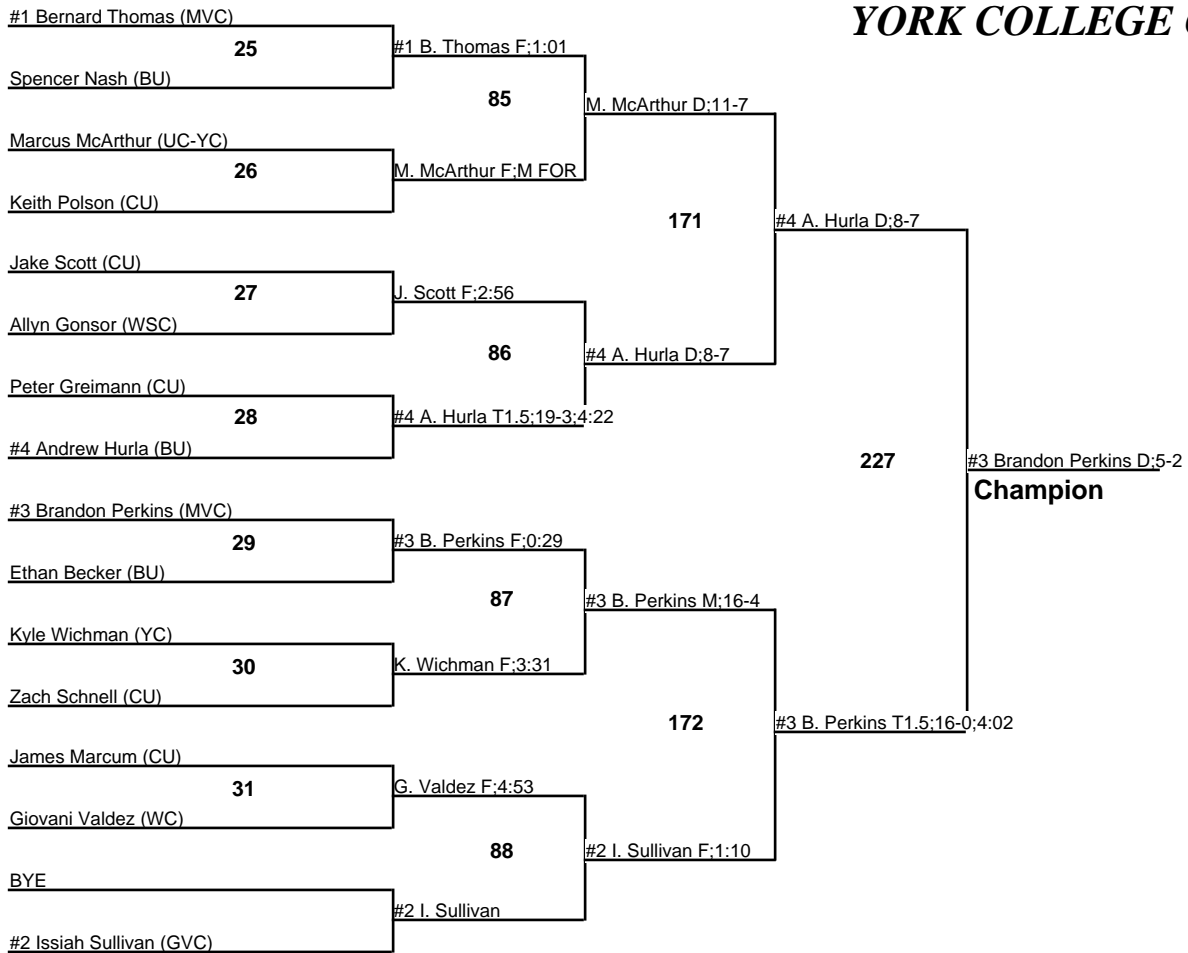 YORK COLLEGE
#1 Bernard Thomas (MVC)
25
#1 B. Thomas F;1:01
Spencer Nash (BU)
85
M. McArthur D;11-7
Marcus McArthur (UC-YC)
26
M. McArthur F;M FOR
Keith Polson (CU)
171
#4 A. Hurla D;8-7
Jake Scott (CU)
27
J. Scott F;2:56
Allyn Gonsor (WSC)
86
#4 A. Hurla D;8-7
Peter Greimann (CU)
28
#4 A. Hurla T1.5;19-3;4:22
#4 Andrew Hurla (BU)
227
#3 Brandon Perkins D;5-2
Champion
#3 Brandon Perkins (MVC)
29
#3 B. Perkins F;0:29
Ethan Becker (BU)
87
#3 B. Perkins M;16-4
Kyle Wichman (YC)
30
K. Wichman F;3:31
Zach Schnell (CU)
172
#3 B. Perkins T1.5;16-0;4:02
James Marcum (CU)
31
G. Valdez F;4:53
Giovani Valdez (WC)
88
#2 I. Sullivan F;1:10
BYE
#2 I. Sullivan
#2 Issiah Sullivan (GVC)